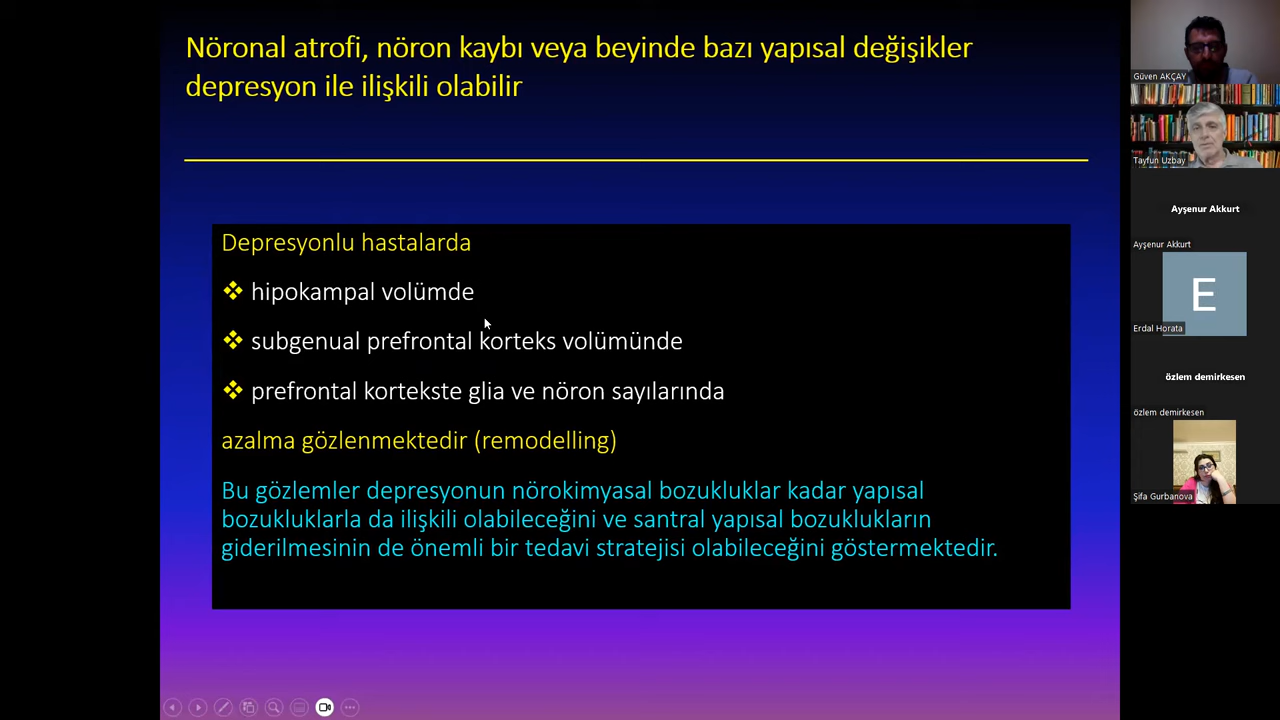 Nöronal atrofi, nöron kaybı veya beyinde bazı yapısal değişikler
depresyon ile ilişkili olabilir
Depresyonlu hastalarda
hipokampal volümde
subgenual prefrontal korteks volümünde
prefrontal kortekste glia ve nöron sayılarında
azalma gözlenmektedir (remodelling)
Bu gözlemler depresyonun nörokimyasal bozukluklar kadar yapısal
bozukluklarla da ilişkili olabileceğini ve santral yapısal bozuklukların
giderilmesinin de önemli bir tedavi stratejisi olabileceğini göstermektedir.
Güven AKÇAY
Tayfun Uzbay
Ayşenur Akkurt
Ayşenur Akkurt
E
Erdal Horata
özlem demirkesen
özlem demirkesen
Şifa Gurbanova